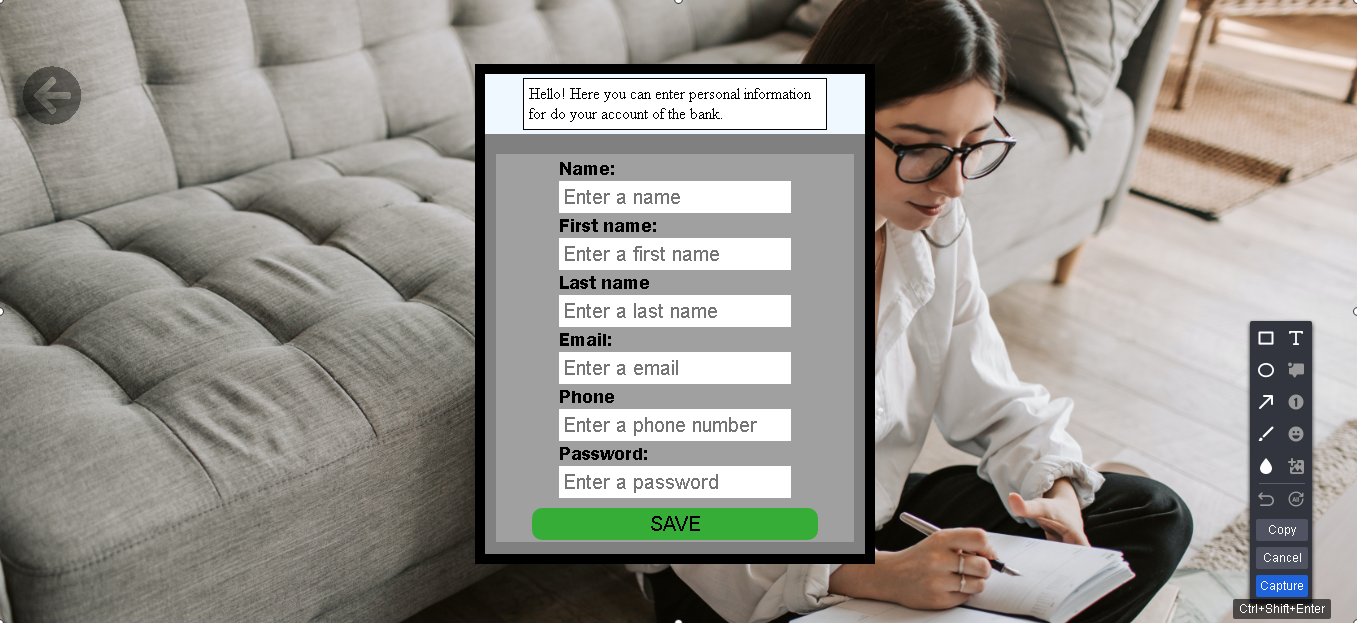 Hello! Here you can enter personal information
for do your account of the bank.
Name:
Enter a name
First name:
Enter a first name
Last name
Enter a last name
Email:
Enter a email
Phone
Enter a phone number
Password:
Enter a password
SAVE
T
1
All
Copy
Cancel
Capture
Ctrl+Shift+Enter